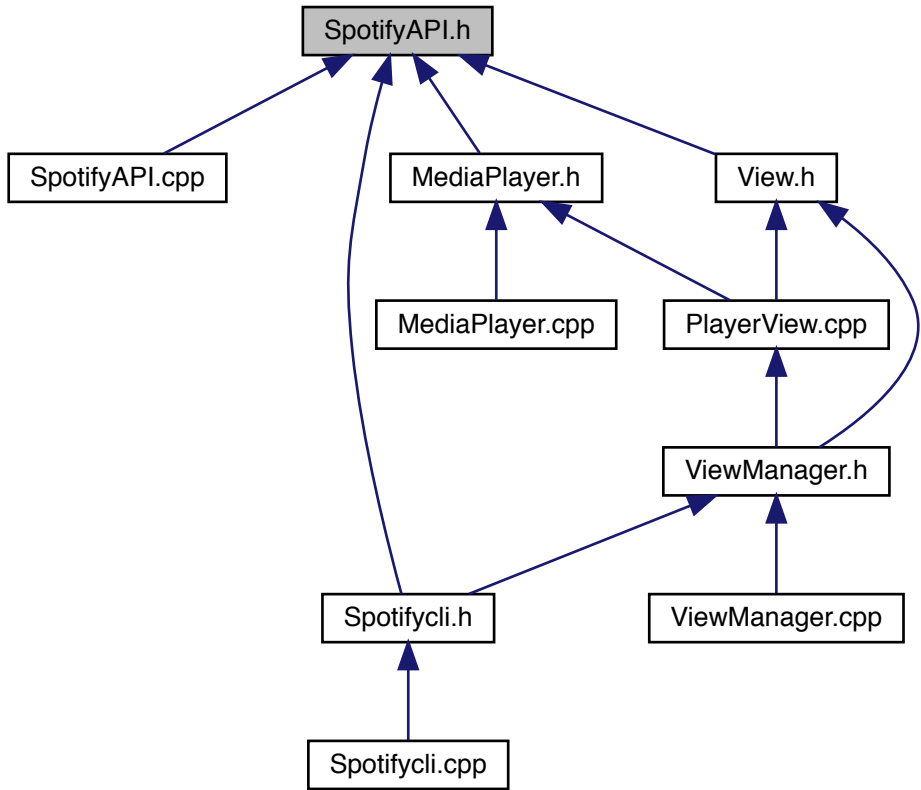 SpotifyAPI.h
SpotifyAPI.cpp
MediaPlayer.h
View.h
MediaPlayer.cpp
PlayerView.cpp
ViewManager.h
Spotifycli.h
ViewManager.cpp
Spotifycli.cpp